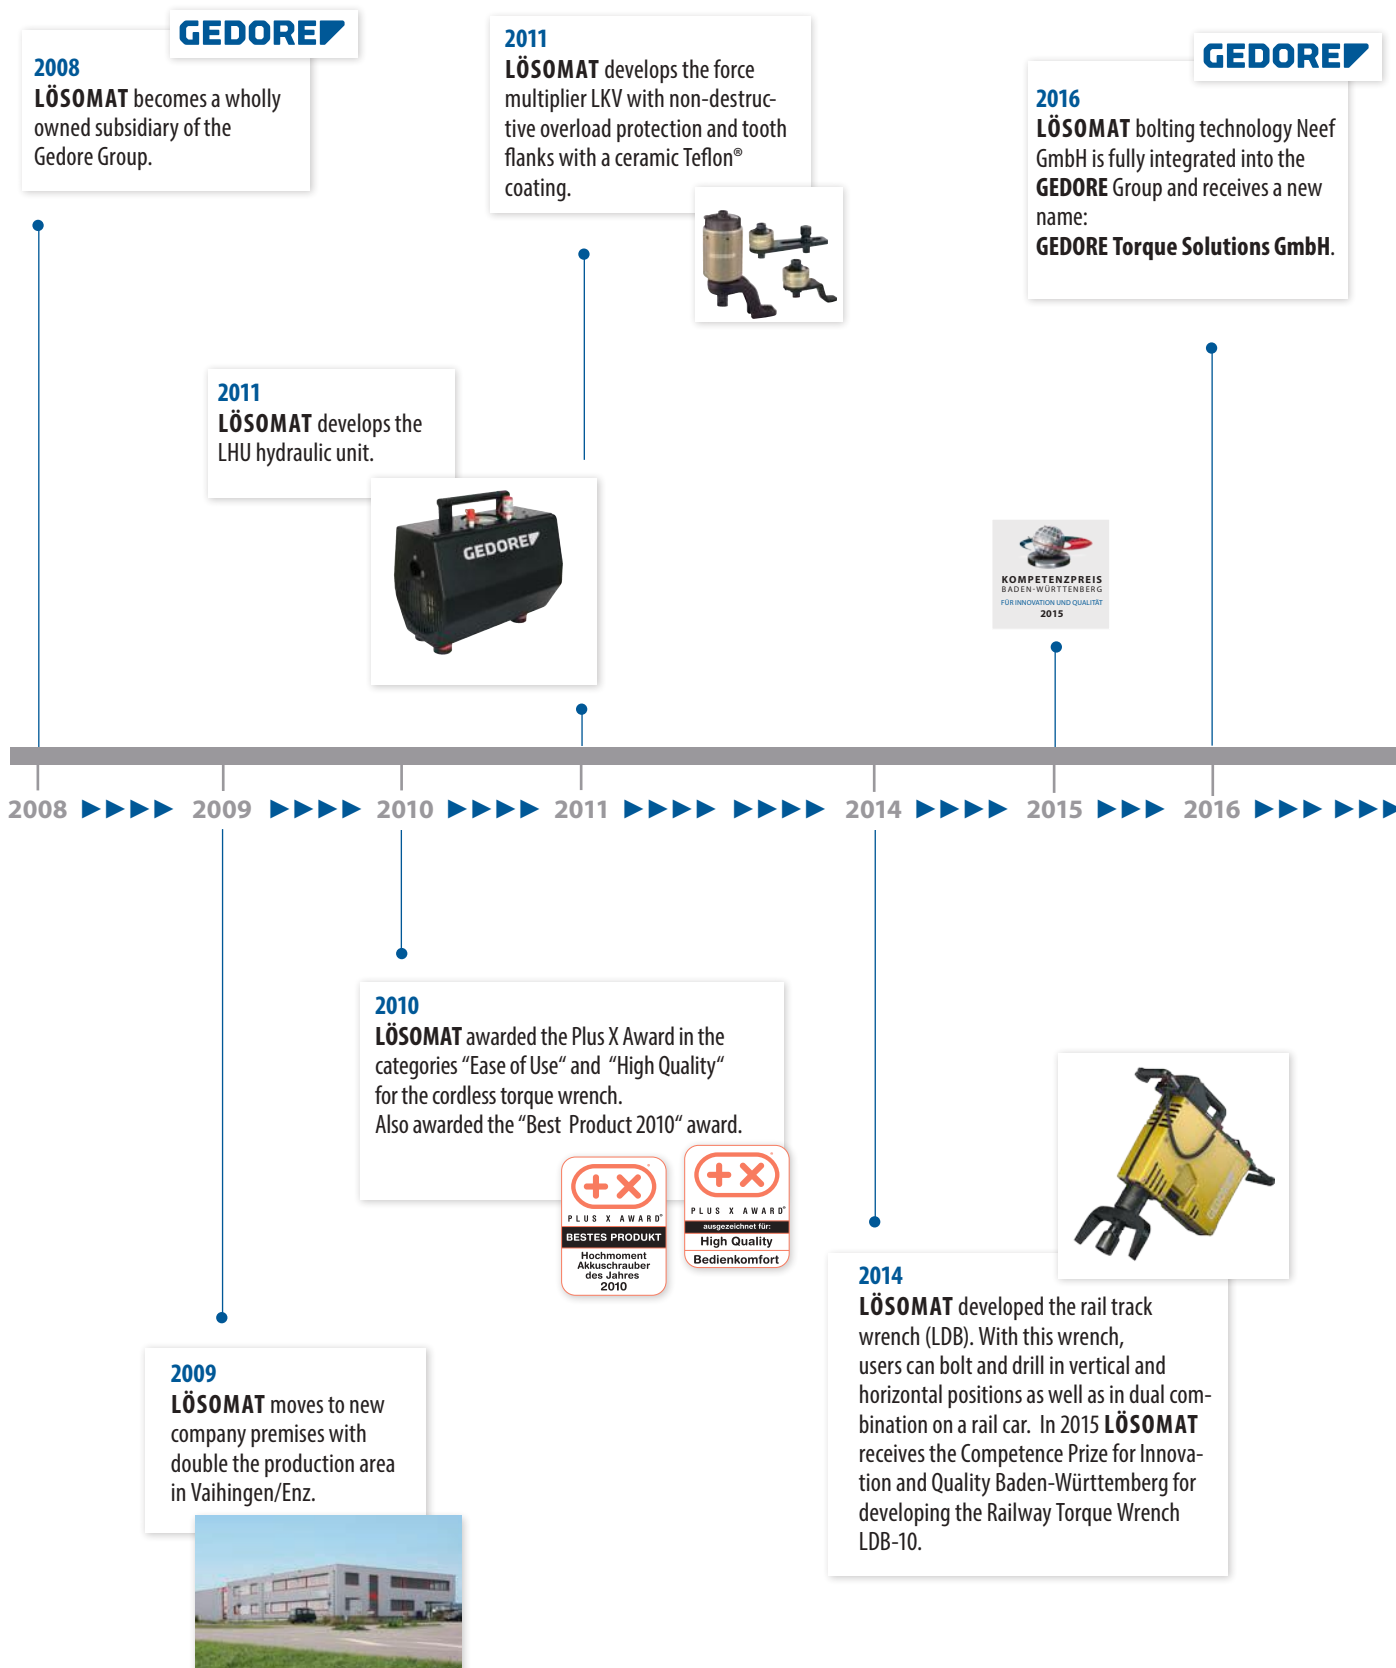 GEDORE
2008
LÖSOMAT becomes a wholly
owned subsidiary of the
Gedore Group.
2011
LÖSOMAT develops the force
multiplier LKV with non-destruc-
tive overload protection and tooth
flanks with a ceramic Teflon®
coating.
GEDORE
2016
LÖSOMAT bolting technology Neef
GmbH is fully integrated into the
GEDORE Group and receives a new
name:
GEDORE Torque Solutions GmbH.
2011
LÖSOMAT develops the
LHU hydraulic unit.
GEDORE
KOMPETENZPREIS
BADEN-WÜRTTENBERG
FÜR INNOVATION UND QUALITÄT
2015
2008 2009 2010 2011 2014 2015 2016
2010
LÖSOMAT awarded the Plus X Award in the
categories “Ease of Use“ and “High Quality“
for the cordless torque wrench.
Also awarded the “Best Product 2010“ award.
PLUS X AWARD®
BESTES PRODUKT
Hochmoment
Akkuschrauber
des Jahres
2010
PLUS X AWARD®
ausgezeichnet für:
High Quality
Bedienkomfort
GEDORE
2014
LÖSOMAT developed the rail track
wrench (LDB). With this wrench,
users can bolt and drill in vertical and
horizontal positions as well as in dual com-
bination on a rail car. In 2015 LÖSOMAT
receives the Competence Prize for Innova-
tion and Quality Baden-Württemberg for
developing the Railway Torque Wrench
LDB-10.
2009
LÖSOMAT moves to new
company premises with
double the production area
in Vaihingen/Enz.